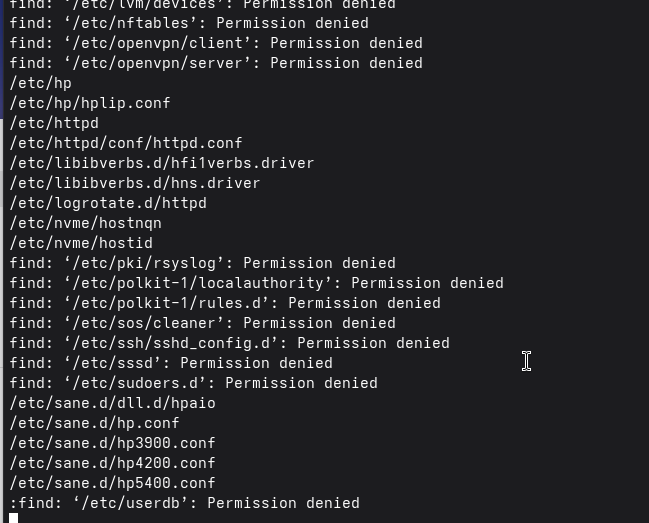 find: ‘/etc/lvm/devices’: Permission denied
find: ‘/etc/nftables’: Permission denied
find: ‘/etc/openvpn/client’: Permission denied
find: ‘/etc/openvpn/server’: Permission denied
/etc/hp
/etc/hp/hplip.conf
/etc/httpd
/etc/httpd/conf/httpd.conf
/etc/libibverbs.d/hfi1verbs.driver
/etc/libibverbs.d/hns.driver
/etc/logrotate.d/httpd
/etc/nvme/hostnqn
/etc/nvme/hostid
find: ‘/etc/pki/rsyslog’: Permission denied
find: ‘/etc/polkit-1/localauthority’: Permission denied
find: ‘/etc/polkit-1/rules.d’: Permission denied
find: ‘/etc/sos/cleaner’: Permission denied
find: ‘/etc/ssh/sshd_config.d’: Permission denied
find: ‘/etc/sssd’: Permission denied
find: ‘/etc/sudoers.d’: Permission denied
/etc/sane.d/dll.d/hpaio
/etc/sane.d/hp.conf
/etc/sane.d/hp3900.conf
/etc/sane.d/hp4200.conf
/etc/sane.d/hp5400.conf
:find: ‘/etc/userdb’: Permission denied